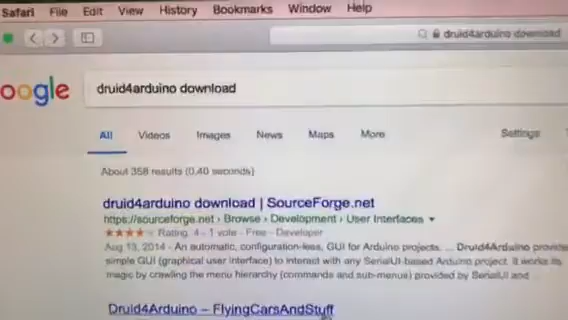 Safari File Edit View History Bookmarks Window Help
druid4arduino download
oogle druid4arduino download
All Videos Images News Maps More Settings
About 358 results (0.40 seconds)
druid4arduino download | SourceForge.net
https://sourceforge.net › Browse › Development › User Interfaces
Rating: 4 - 1 vote - Free - Developer
Aug 13, 2014 - An automatic, configuration-less, GUI for Arduino projects. ... Druid4Arduino provide
simple GUI (graphical user interface) to interact with any SerialUI-based Arduino project. It works its
magic by crawling the menu hierarchy (commands and sub-menus) provided by SerialUI and
Druid4Arduino – FlyingCarsAndStuff